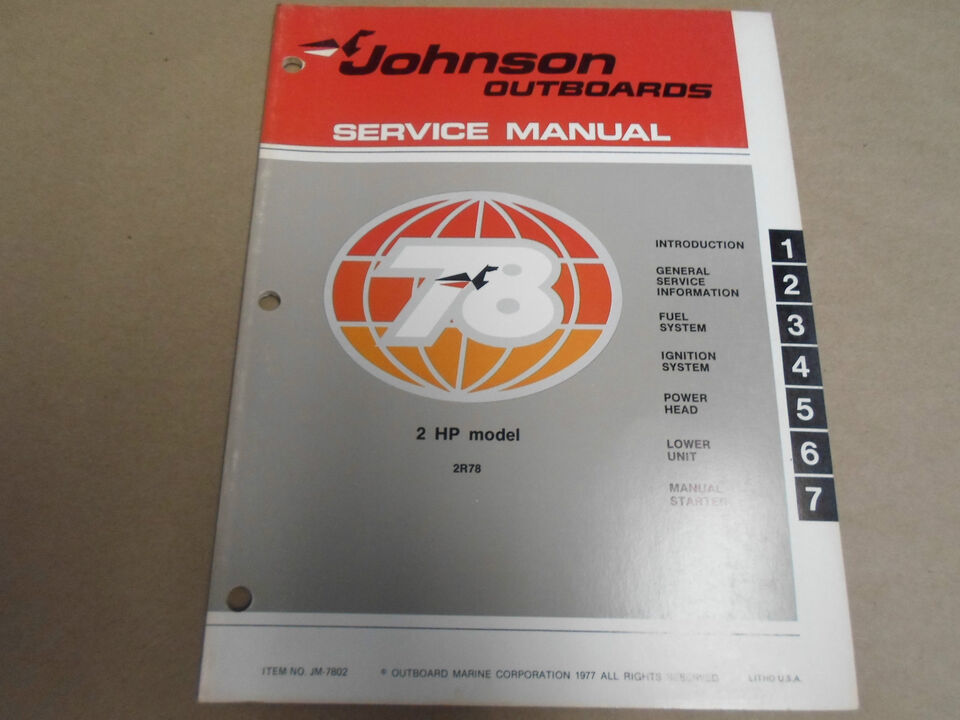 Johnson
OUTBOARDS
SERVICE MANUAL
78
2 HP model
2R78
INTRODUCTION 1
GENERAL
SERVICE
INFORMATION 2
FUEL
SYSTEM 3
IGNITION
SYSTEM 4
POWER
HEAD 5
LOWER
UNIT 6
MANUAL
STARTER 7
ITEM NO. JM-7802 © OUTBOARD MARINE CORPORATION 1977 ALL RIGHTS RESERVED LITHO U.S.A.